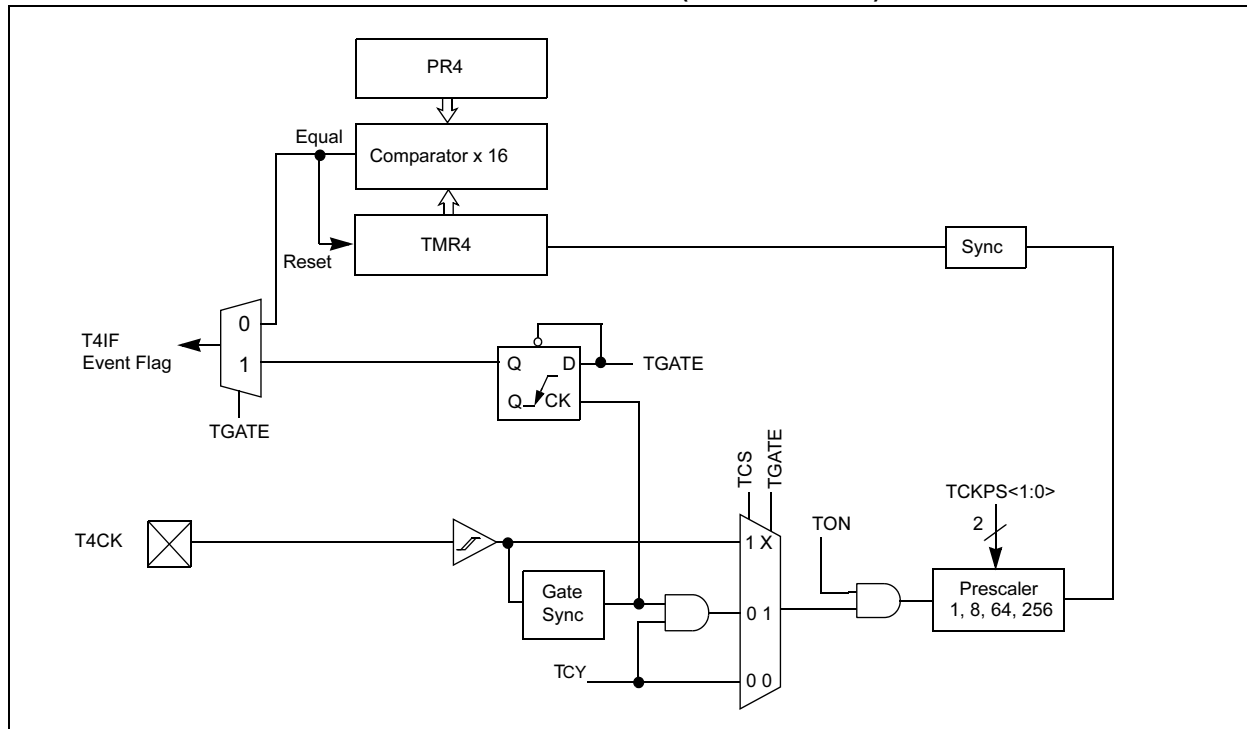 PR4
Equal
Comparator x 16
TMR4
Reset
Sync
0
T4IF
Event Flag
1
Q D
TGATE
Q CK
TGATE
TCS
TGATE
TCKPS<1:0>
2
TON
T4CK
1 X
Prescaler
1, 8, 64, 256
Gate
Sync
0 1
TCY
0 0